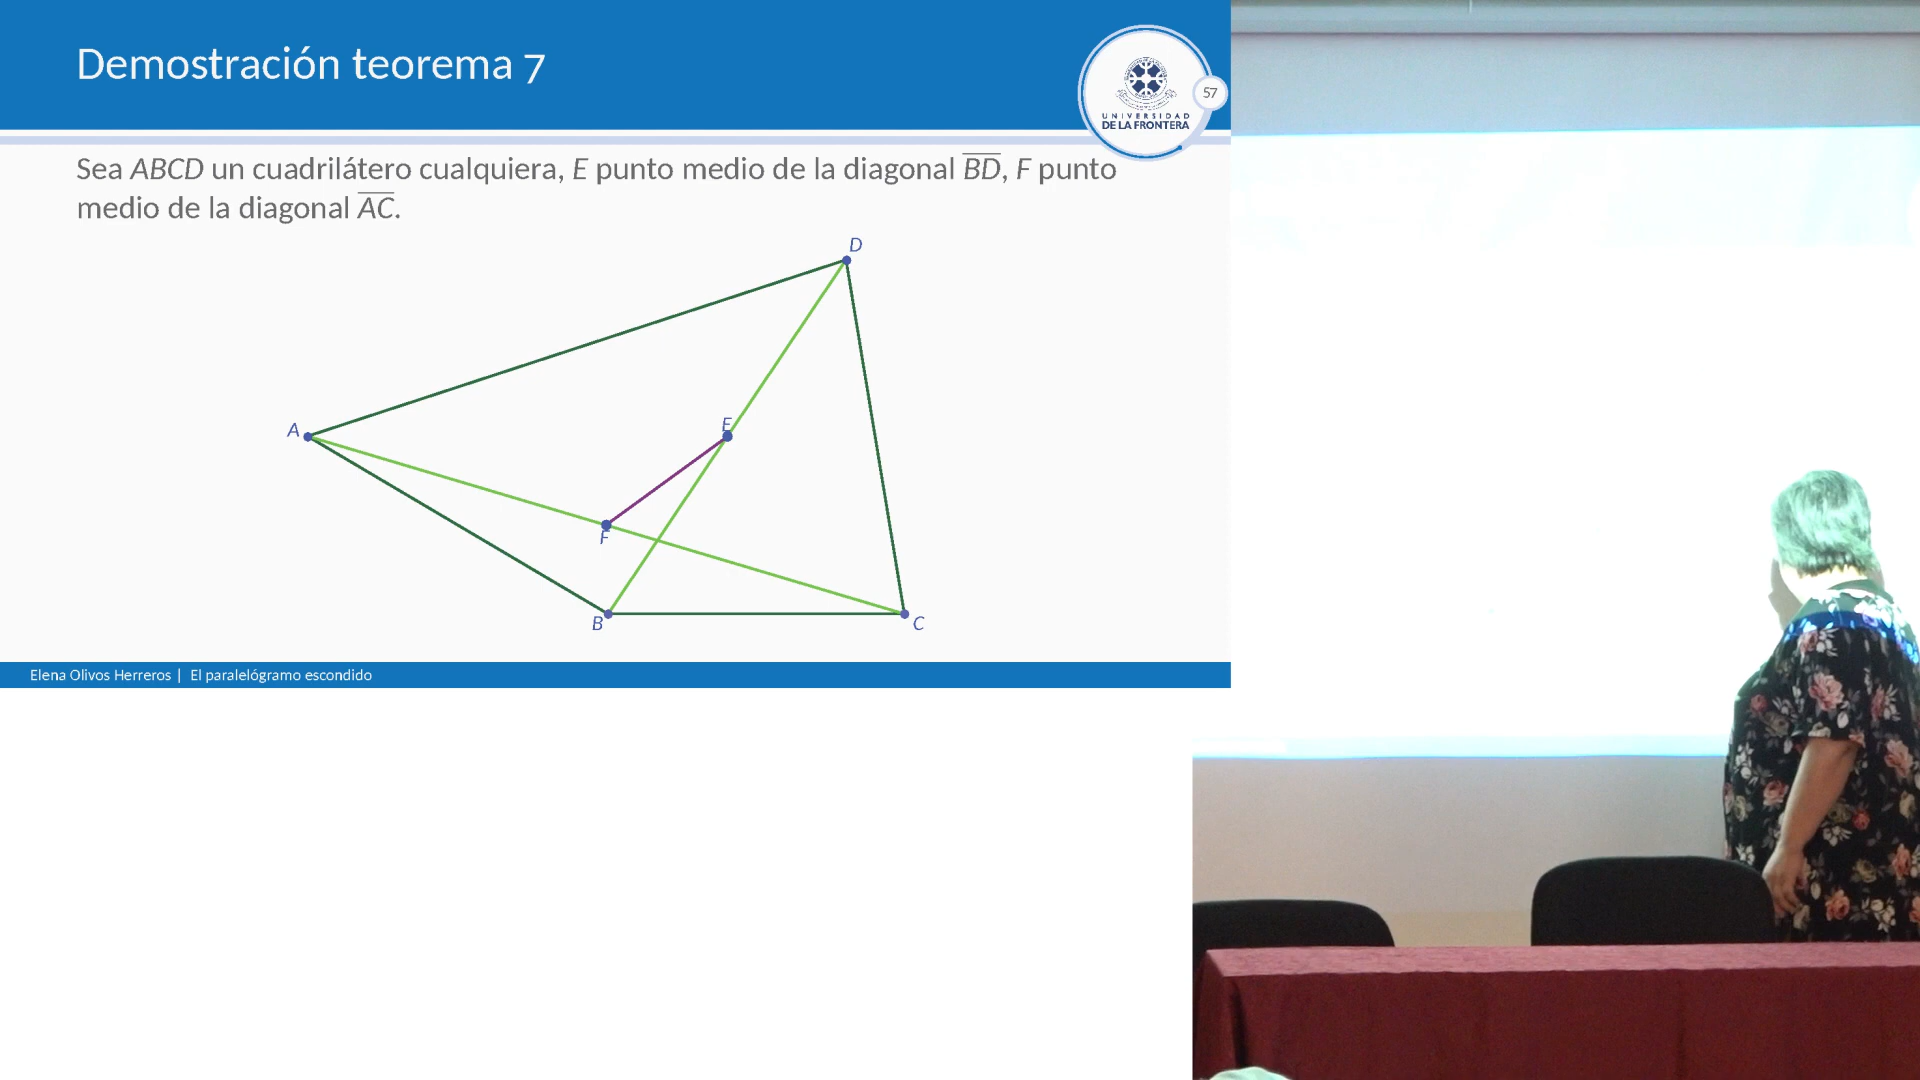 Demostración teorema 7
57
UNIVERSIDAD
DE LA FRONTERA
Sea ABCD un cuadrilátero cualquiera, E punto medio de la diagonal BD, F punto
medio de la diagonal AC.
D
A
E
F
B
C
Elena Olivos Herreros | El paralelógramo escondido